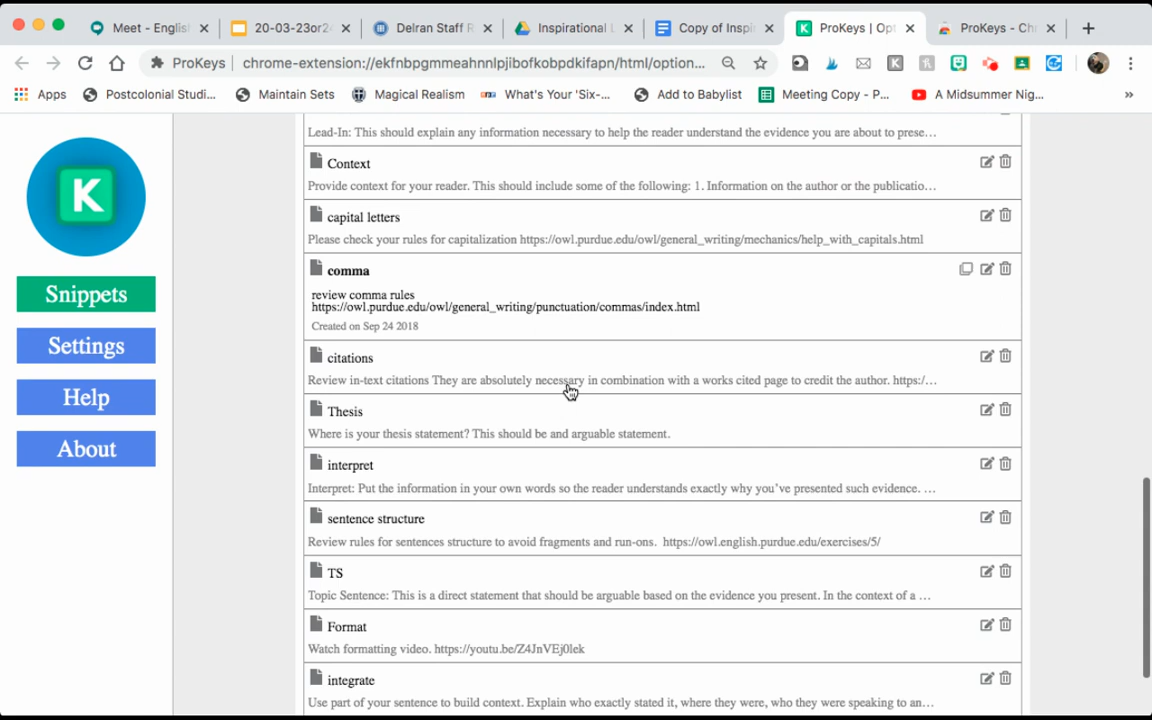 Meet - Englis
20-03-23or2
Delran Staff R
Inspirational L
Copy of Inspi
ProKeys | Opt
ProKeys - Chr
ProKeys
chrome-extension://ekfnbpgmmeahnnlpjibofkobpdkifapn/html/option...
Apps
Postcolonial Studi...
Maintain Sets
Magical Realism
What's Your 'Six-...
Add to Babylist
Meeting Copy - P...
A Midsummer Nig...
»
K
Snippets
Settings
Help
About
Lead-In: This should explain any information necessary to help the reader understand the evidence you are about to prese…
Context
Provide context for your reader. This should include some of the following: 1. Information on the author or the publicatio…
capital letters
Please check your rules for capitalization https://owl.purdue.edu/owl/general_writing/mechanics/help_with_capitals.html
comma
review comma rules
https://owl.purdue.edu/owl/general_writing/punctuation/commas/index.html
Created on Sep 24 2018
citations
Review in-text citations They are absolutely necessary in combination with a works cited page to credit the author. https:/…
Thesis
Where is your thesis statement? This should be and arguable statement.
interpret
Interpret: Put the information in your own words so the reader understands exactly why you’ve presented such evidence. …
sentence structure
Review rules for sentences structure to avoid fragments and run-ons. https://owl.english.purdue.edu/exercises/5/
TS
Topic Sentence: This is a direct statement that should be arguable based on the evidence you present. In the context of a …
Format
Watch formatting video. https://youtu.be/Z4JnVEj0lek
integrate
Use part of your sentence to build context. Explain who exactly stated it, where they were, who they were speaking to an…